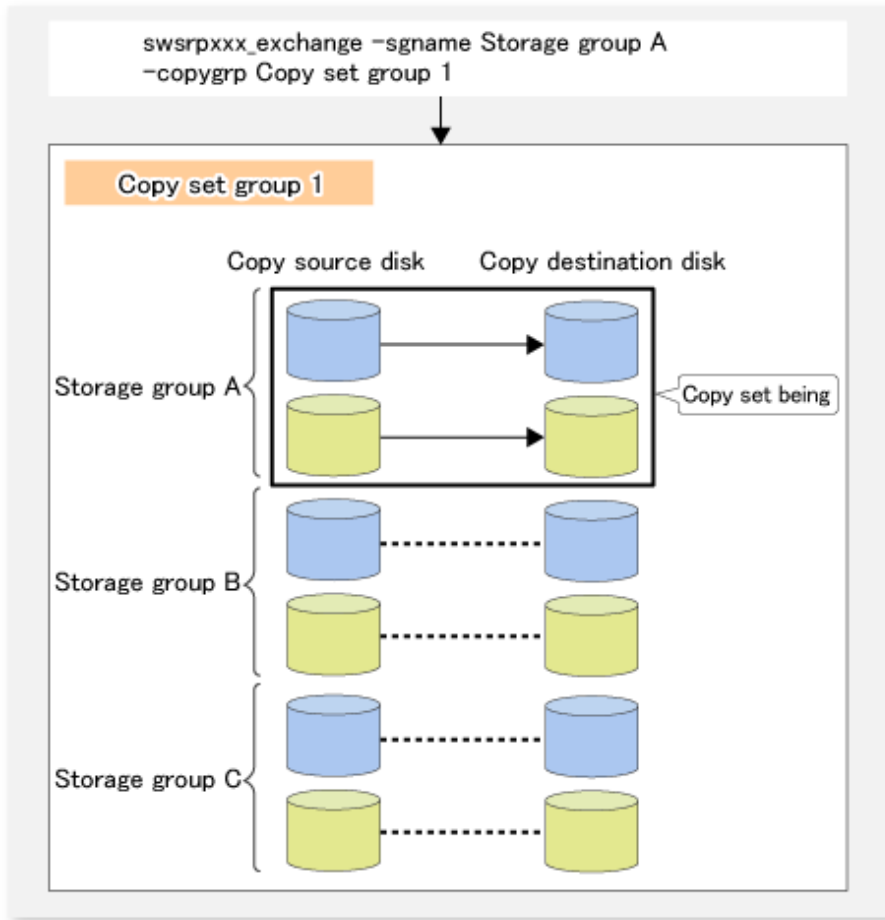 swsrpxxx_exchange -sgname Storage group A
-copygrp Copy set group 1
Copy set group 1
Copy source disk
Copy destination disk
Storage group A
Copy set being
Storage group B
Storage group C